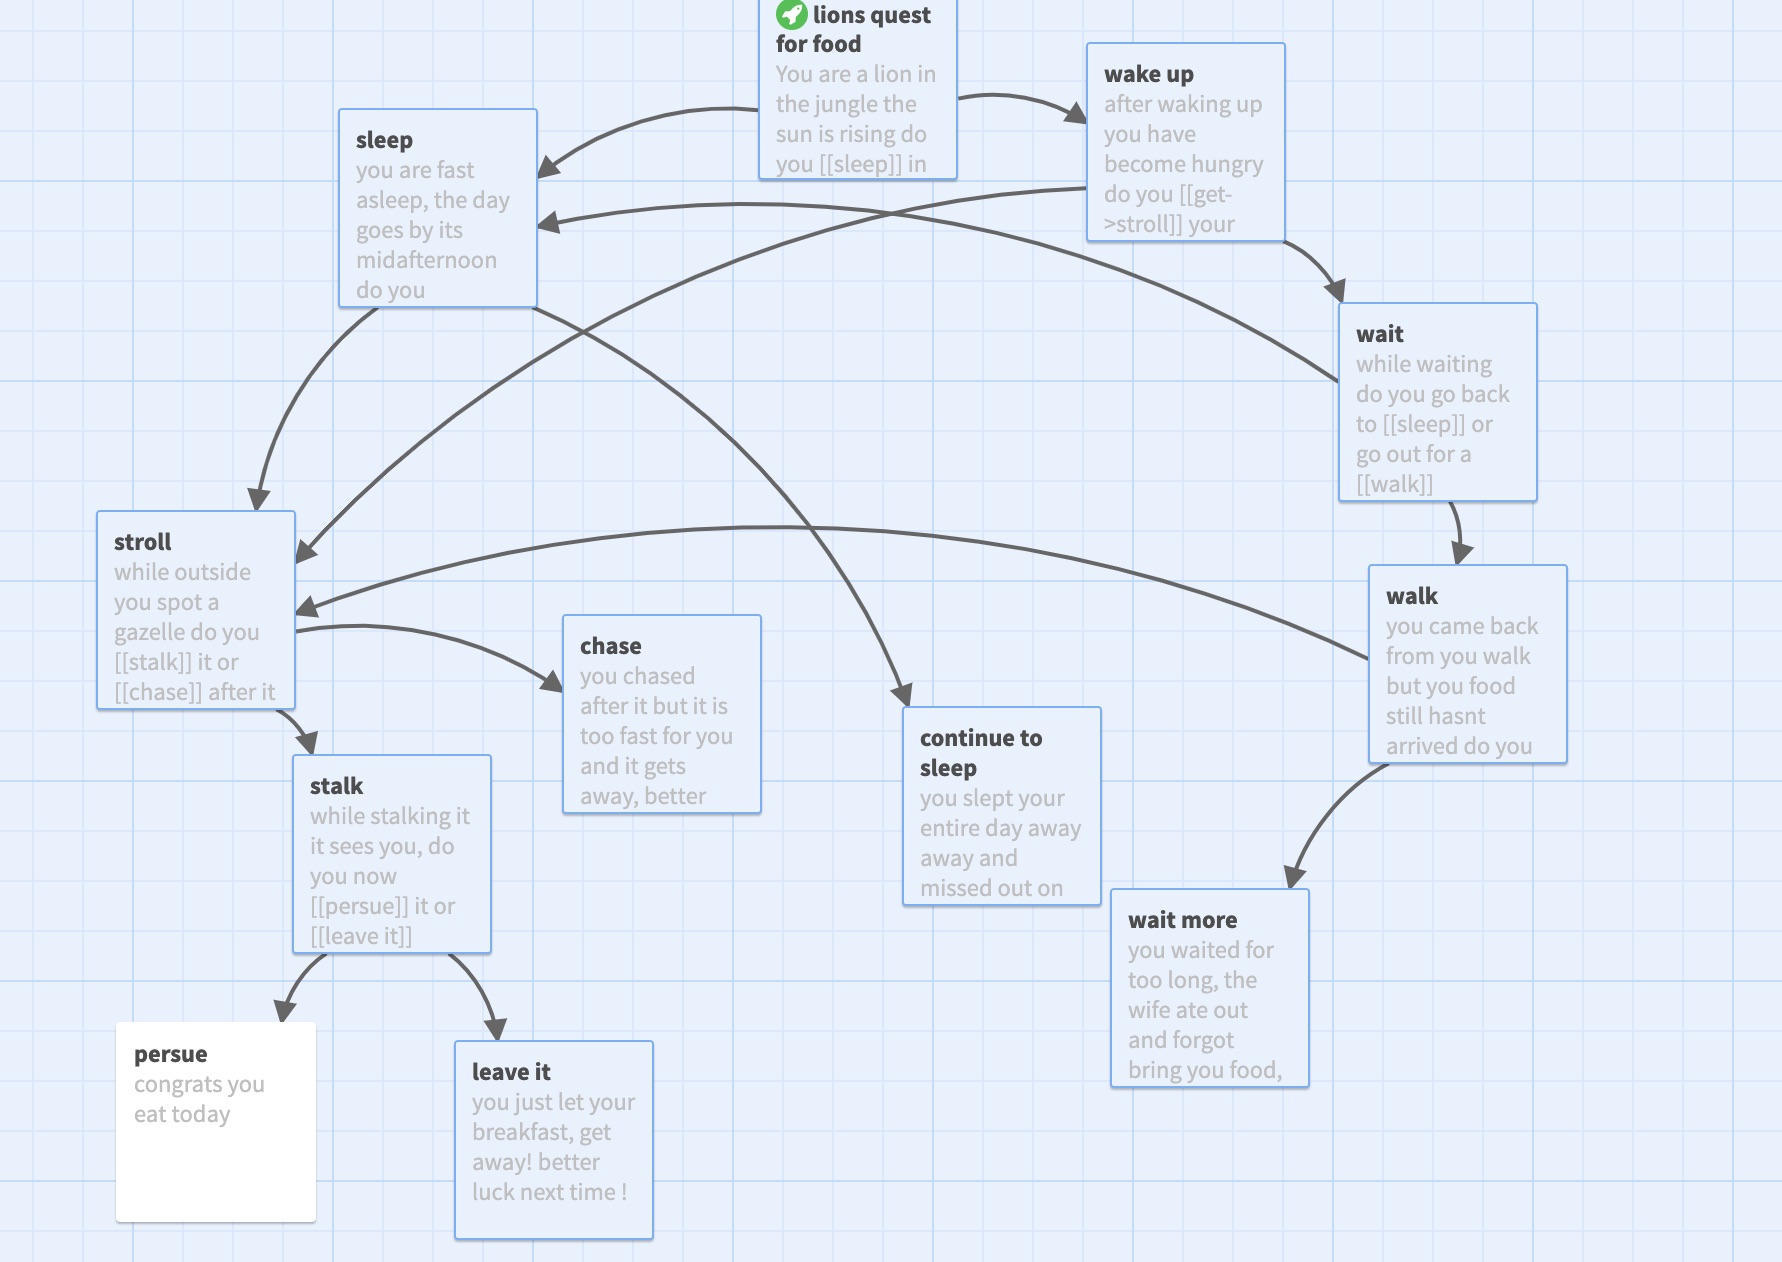 lions quest
for food
You are a lion in
the jungle the
sun is rising do
you [[sleep]] in
wake up
after waking up
you have
become hungry
do you [[get-
>stroll]] your
sleep
you are fast
asleep, the day
goes by its
midafternoon
do you
wait
while waiting
do you go back
to [[sleep]] or
go out for a
[[walk]]
stroll
while outside
you spot a
gazelle do you
[[stalk]] it or
[[chase]] after it
walk
you came back
from you walk
but you food
still hasnt
arrived do you
chase
you chased
after it but it is
too fast for you
and it gets
away, better
continue to
sleep
you slept your
entire day away
away and
missed out on
stalk
while stalking it
it sees you, do
you now
[[persue]] it or
[[leave it]]
wait more
you waited for
too long, the
wife ate out
and forgot
bring you food,
persue
congrats you
eat today
leave it
you just let your
breakfast, get
away! better
luck next time !